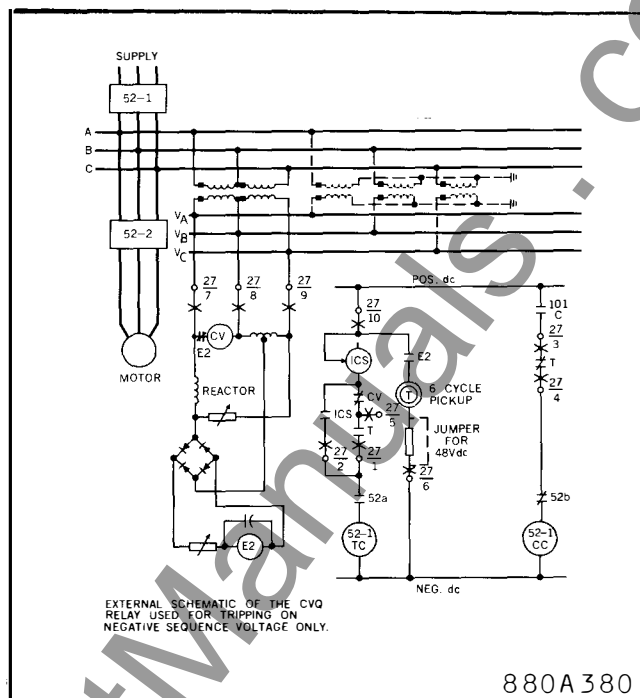 SUPPLY
52-1
A
B
C
52-2
VA
VB
VC
27 27 27
7 8 9
POS. dc
27
10
101
C
27
3
T
27
4
CV
E2
ICS
E2
MOTOR
REACTOR
T
6 CYCLE
PICKUP
ICS
CV
27
5
T
JUMPER
FOR
48Vdc
27
2
27
1
27
6
52a
52b
E2
52-1
TC
52-1
CC
NEG. dc
EXTERNAL SCHEMATIC OF THE CVQ
RELAY USED FOR TRIPPING ON
NEGATIVE SEQUENCE VOLTAGE ONLY.
880A380